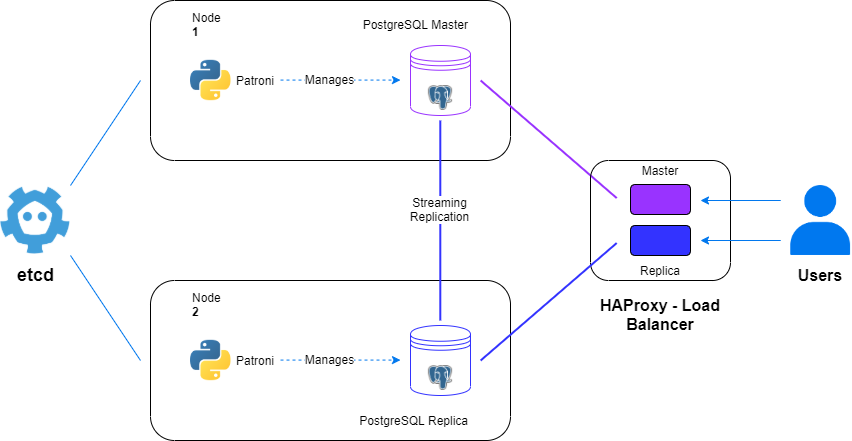 Node
1
PostgreSQL Master
Patroni
Manages
Streaming
Replication
etcd
Master
Replica
HAProxy - Load
Balancer
Users
Node
2
Patroni
Manages
PostgreSQL Replica